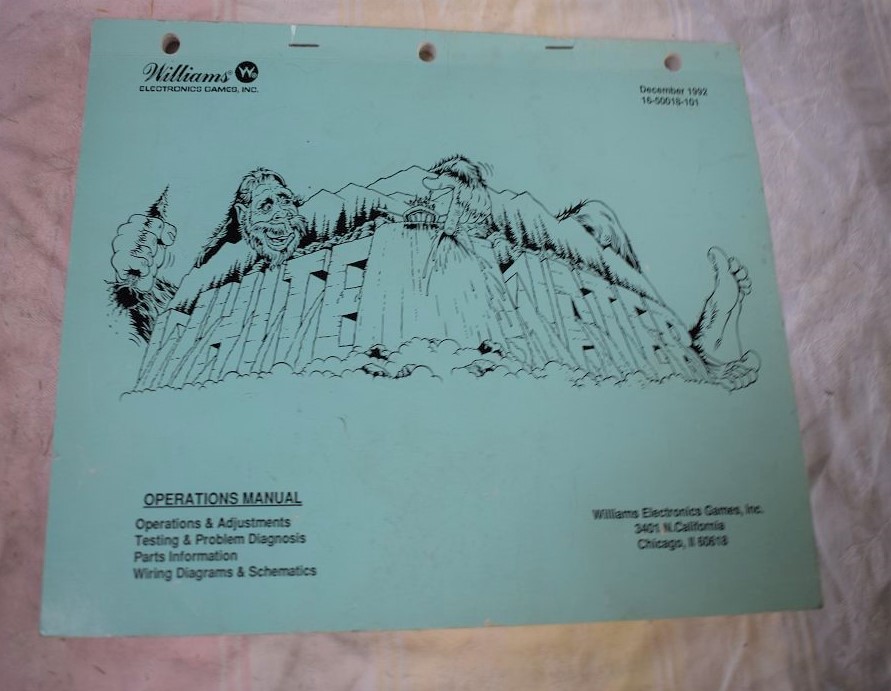 Williams®
ELECTRONICS GAMES, INC.
December 1992
16-50018-101
WHITE WATER
OPERATIONS MANUAL
Operations & Adjustments
Testing & Problem Diagnosis
Parts Information
Wiring Diagrams & Schematics
Williams Electronics Games, Inc.
3401 N.California
Chicago, Il 60618